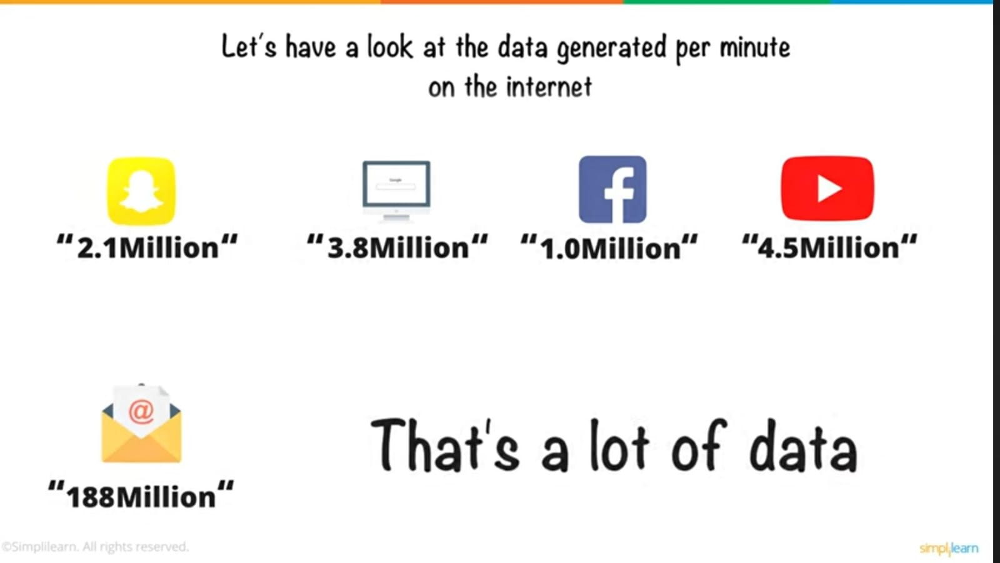 Let's have a look at the data generated per minute
on the internet
Google
“2.1Million“
“3.8Million“
“1.0Million“
“4.5Million“
@
“188Million“
That's a lot of data
©Simplilearn. All rights reserved.
simplilearn